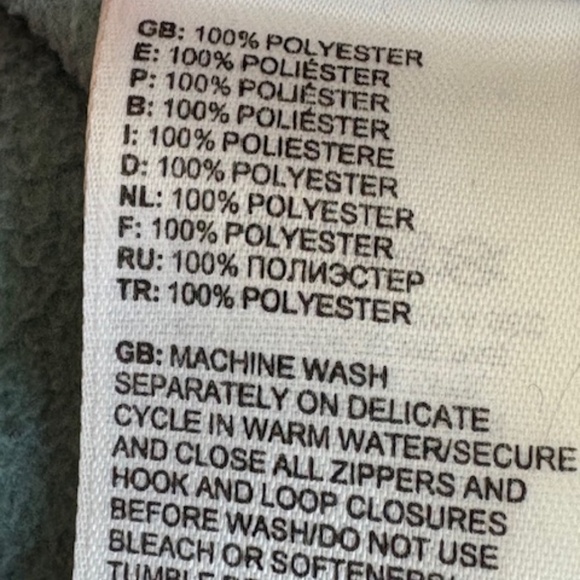 GB: 100% POLYESTER
E: 100% POLIÉSTER
P: 100% POLIÉSTER
B: 100% POLIÉSTER
I: 100% POLIESTERE
D: 100% POLYESTER
NL: 100% POLYESTER
F: 100% POLYESTER
RU: 100% ПОЛИЭСТЕР
TR: 100% POLYESTER
GB: MACHINE WASH
SEPARATELY ON DELICATE
CYCLE IN WARM WATER/SECURE
AND CLOSE ALL ZIPPERS AND
HOOK AND LOOP CLOSURES
BEFORE WASH/DO NOT USE
BLEACH OR SOFTENERS/
TUMBLE